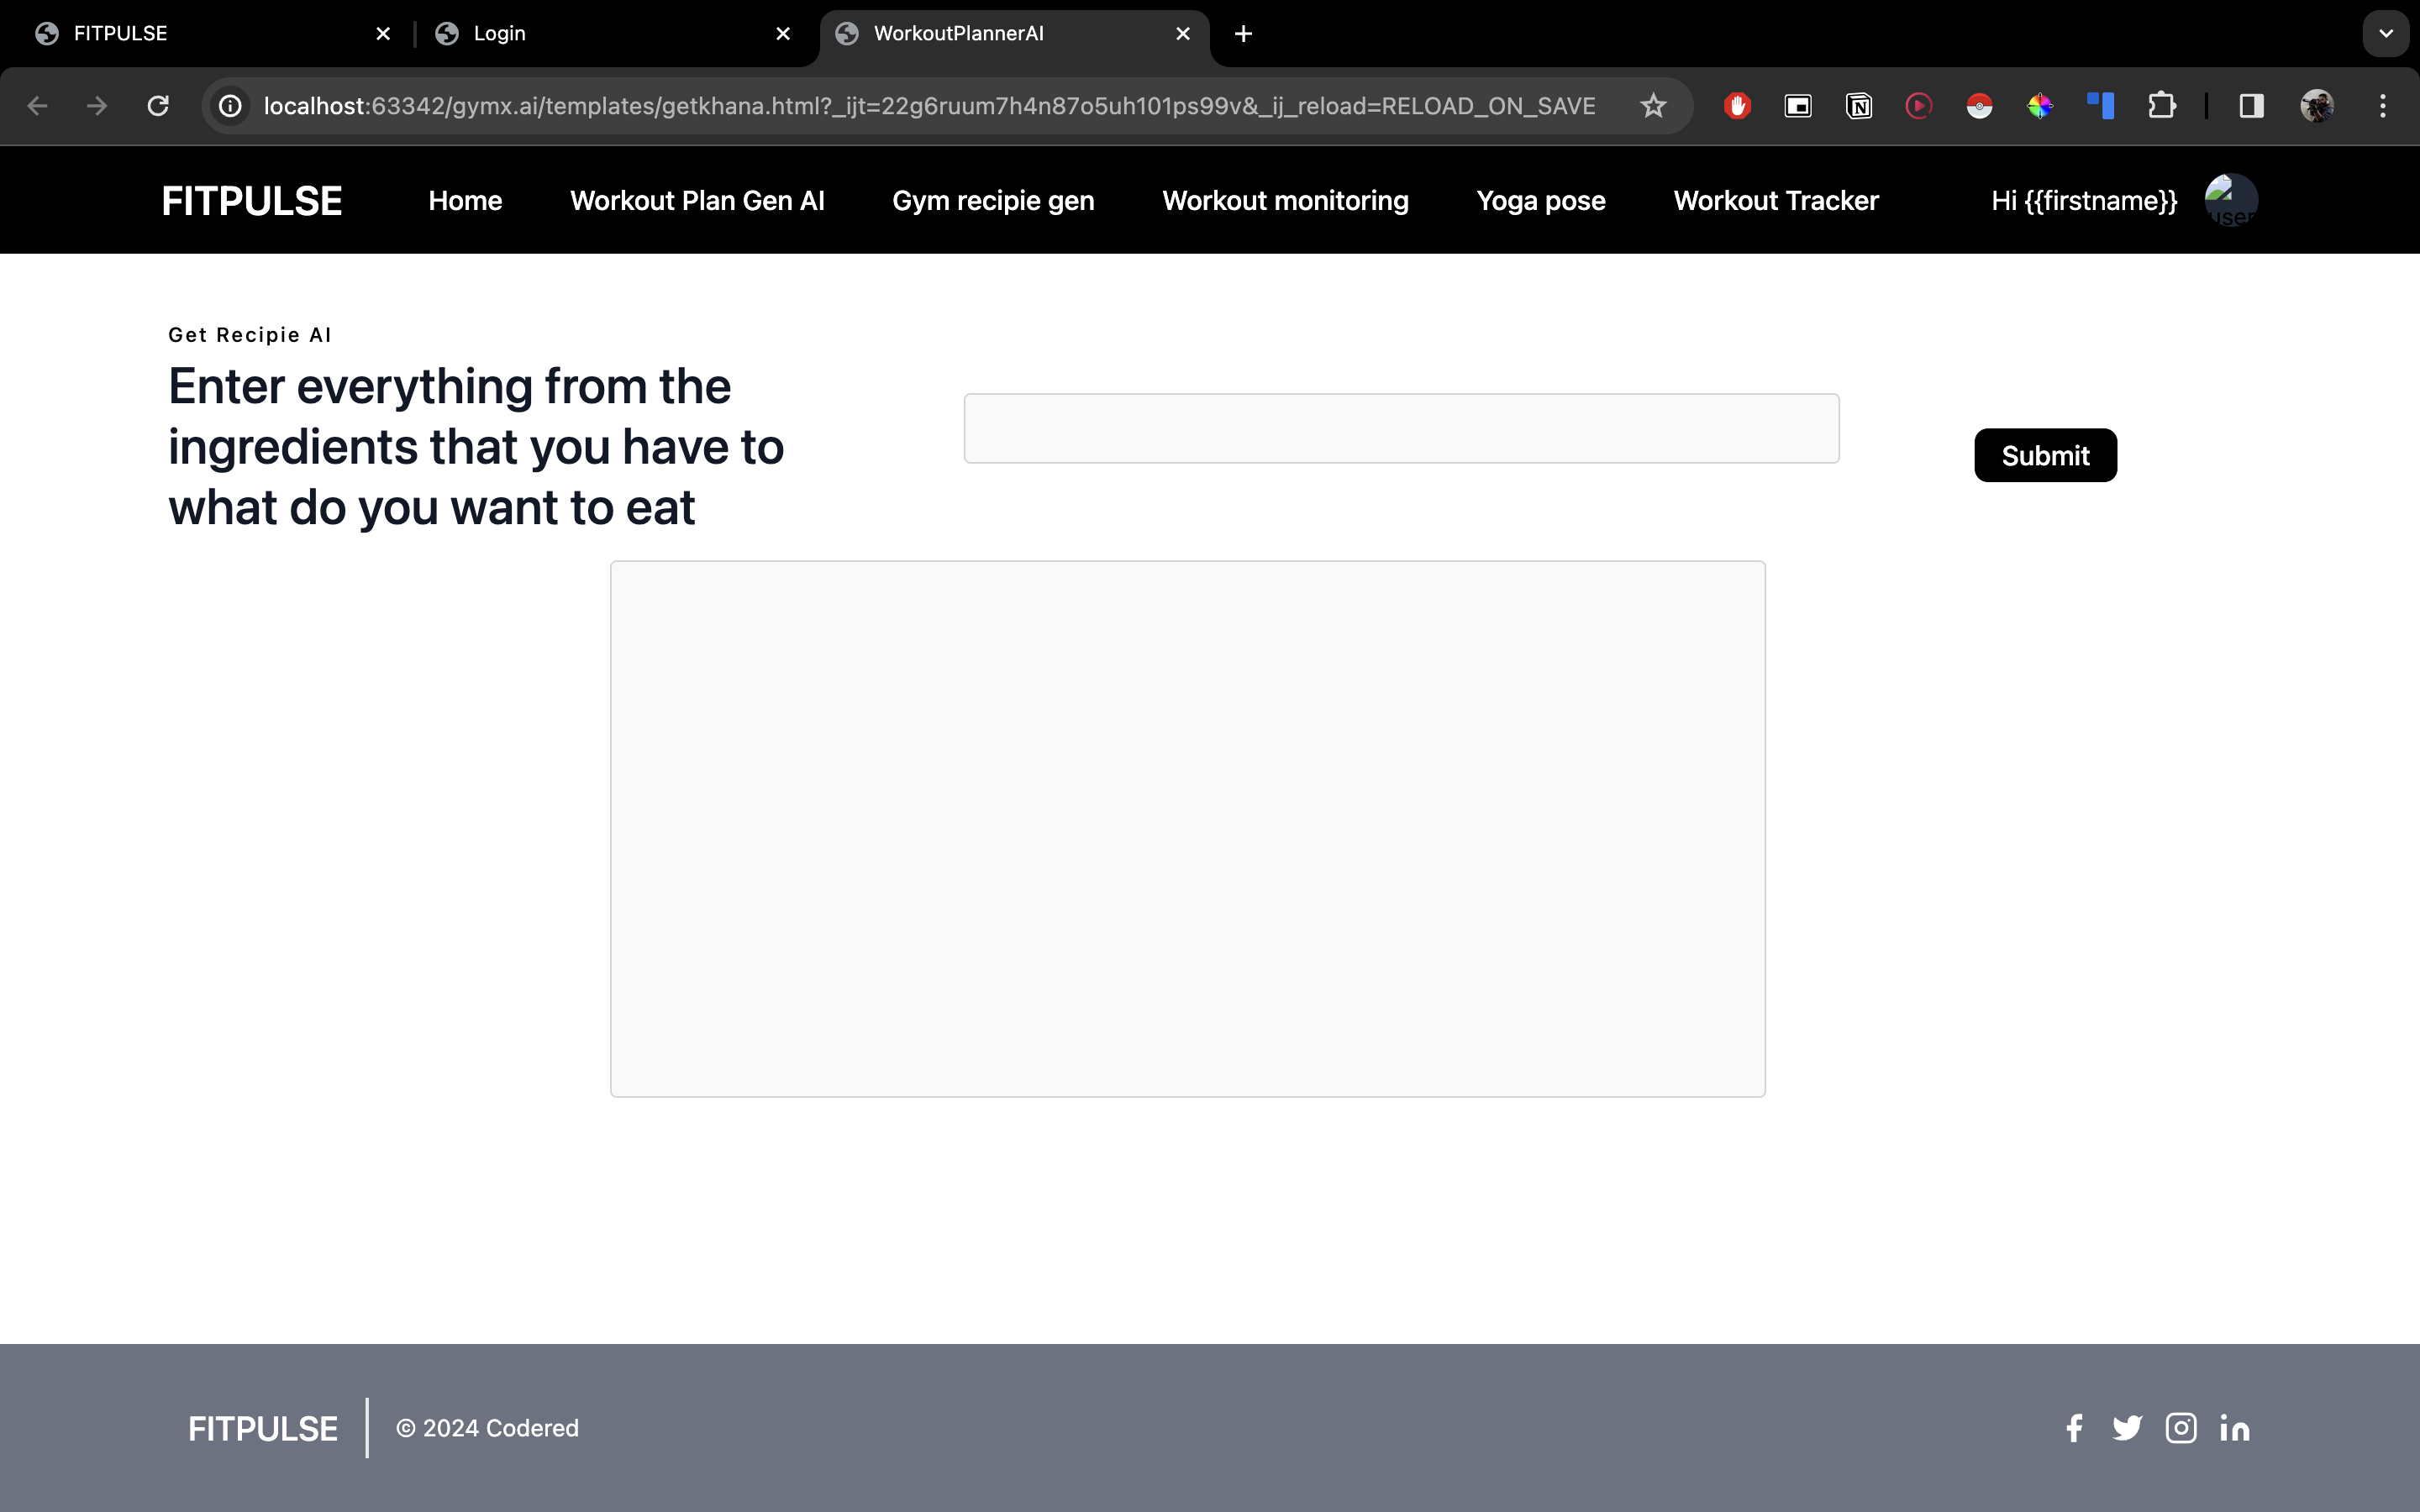 FITPULSE
Login
WorkoutPlannerAI
localhost:63342/gymx.ai/templates/getkhana.html?_ijt=22g6ruum7h4n87o5uh101ps99v&_ij_reload=RELOAD_ON_SAVE
FITPULSE
Home
Workout Plan Gen AI
Gym recipie gen
Workout monitoring
Yoga pose
Workout Tracker
Hi {{firstname}}
user
Get Recipie AI
Enter everything from the
ingredients that you have to
what do you want to eat
Submit
FITPULSE
© 2024 Codered